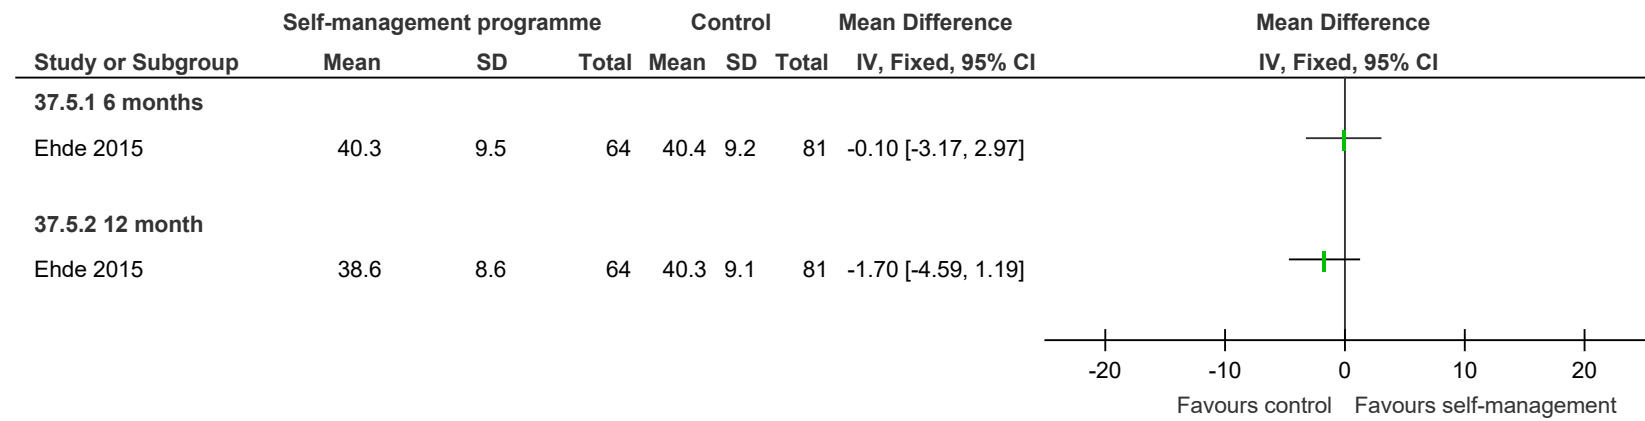 Self-management programme Control Mean Difference Mean Difference
Study or Subgroup Mean SD Total Mean SD Total IV, Fixed, 95% CI IV, Fixed, 95% CI
37.5.1 6 months
Ehde 2015 40.3 9.5 64 40.4 9.2 81 -0.10 [-3.17, 2.97]
37.5.2 12 month
Ehde 2015 38.6 8.6 64 40.3 9.1 81 -1.70 [-4.59, 1.19]
-20 -10 0 10 20
Favours control Favours self-management